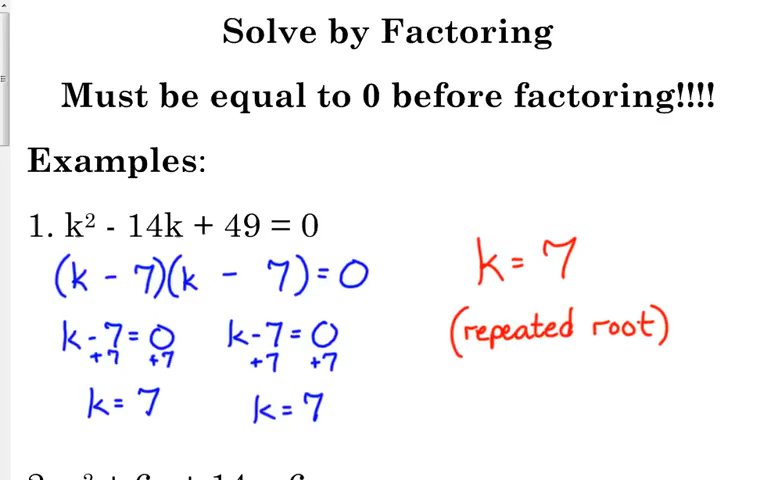 Solve by Factoring
Must be equal to 0 before factoring!!!!
Examples:
1. k² - 14k + 49 = 0
(k - 7)(k - 7) = 0
k - 7 = 0 k - 7 = 0
+7 +7 +7 +7
k = 7 k = 7
k = 7
(repeated root)